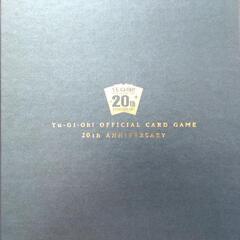 20th
Yu-Gi-Oh! OFFICIAL CARD GAME
20th ANNIVERSARY